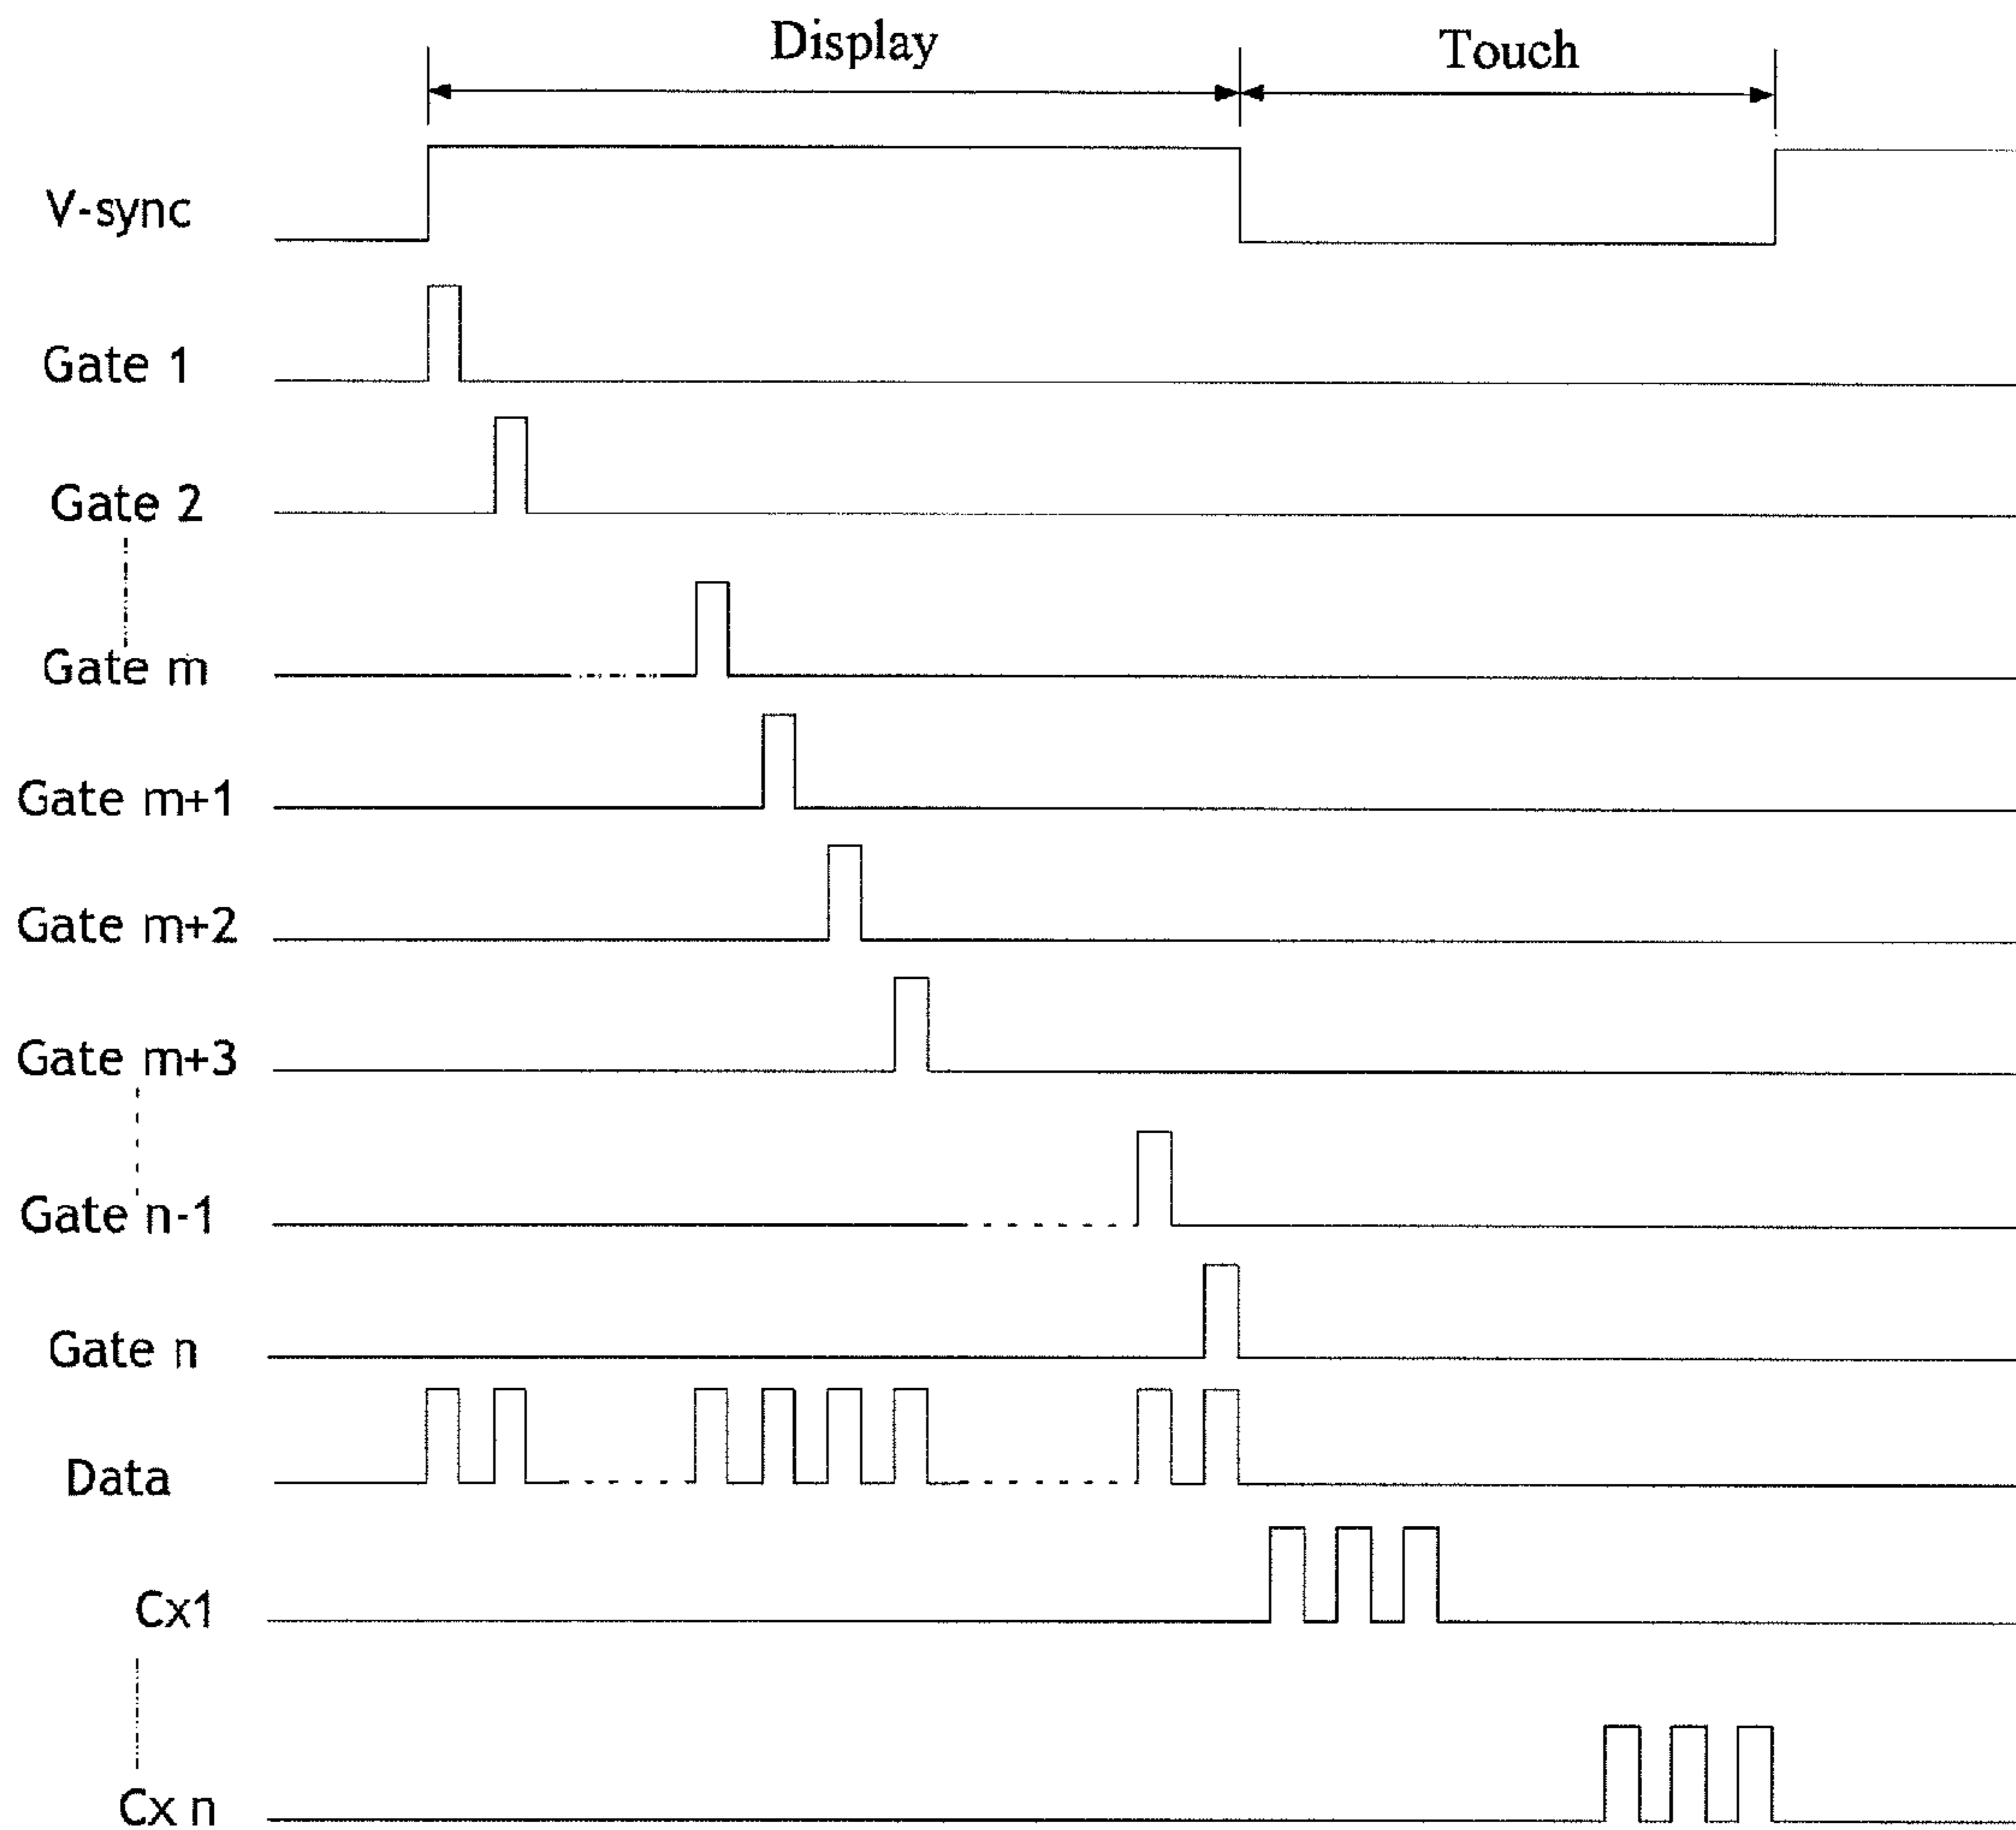 Display
Touch
V-sync
Gate 1
Gate 2
Gate m
Gate m+1
Gate m+2
Gate m+3
Gate n-1
Gate n
Data
Cx1
Cx n